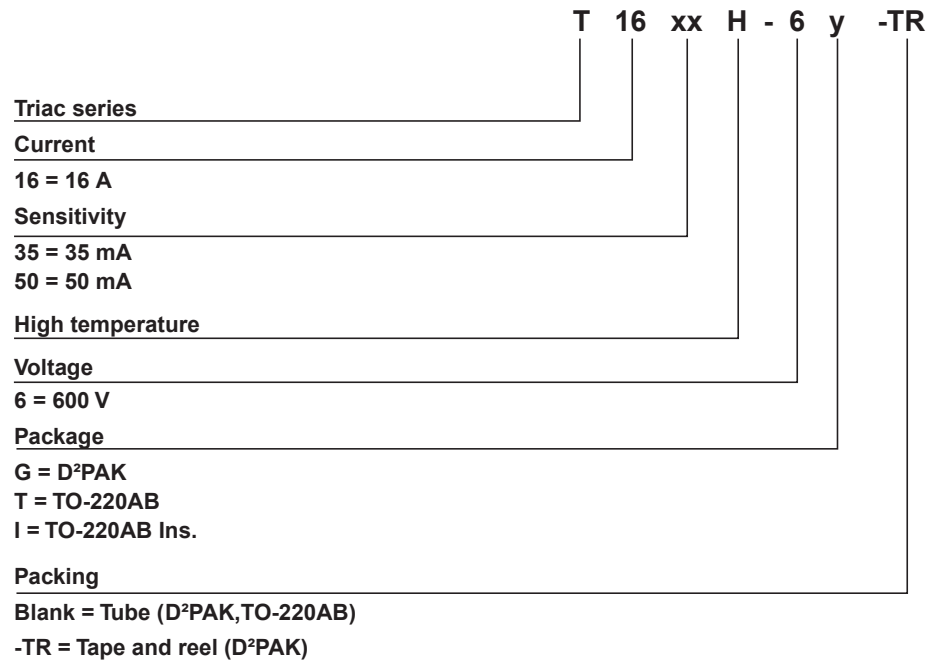 T 16 xx H - 6 y -TR
Triac series
Current
16 = 16 A
Sensitivity
35 = 35 mA
50 = 50 mA
High temperature
Voltage
6 = 600 V
Package
G = D²PAK
T = TO-220AB
I = TO-220AB Ins.
Packing
Blank = Tube (D²PAK,TO-220AB)
-TR = Tape and reel (D²PAK)